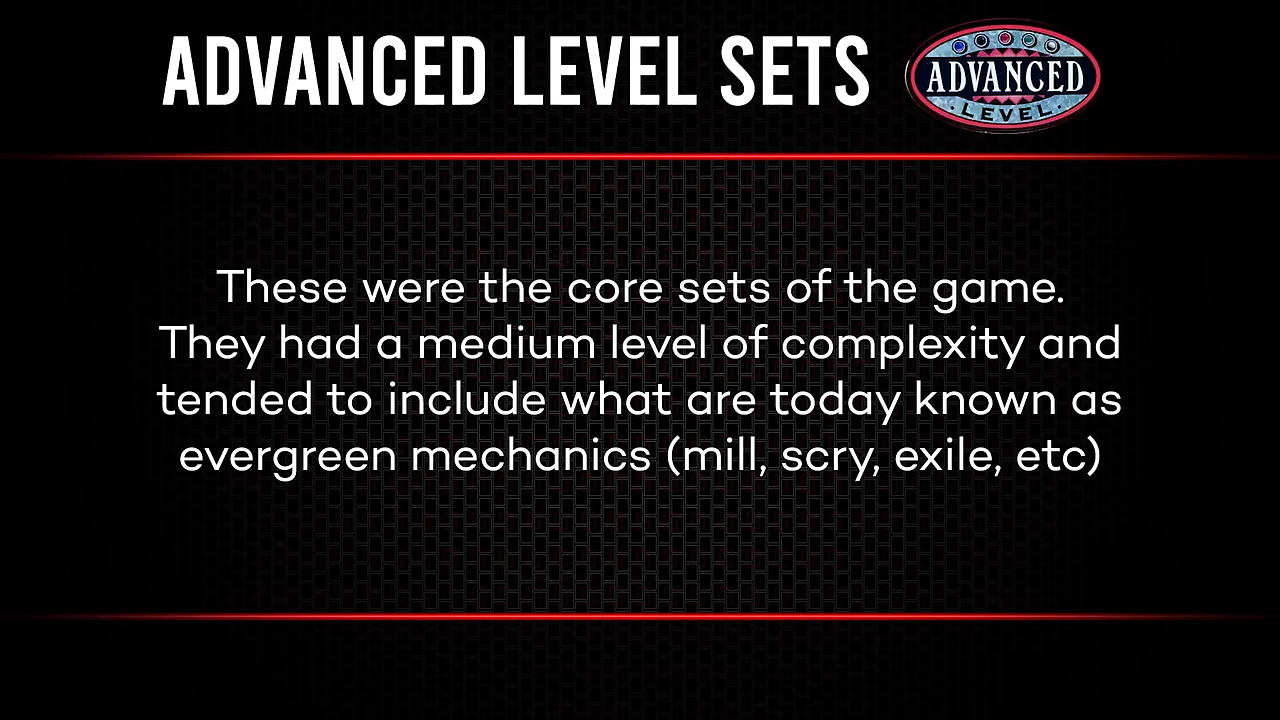 ADVANCED LEVEL SETS
ADVANCED
LEVEL
These were the core sets of the game.
They had a medium level of complexity and
tended to include what are today known as
evergreen mechanics (mill, scry, exile, etc)